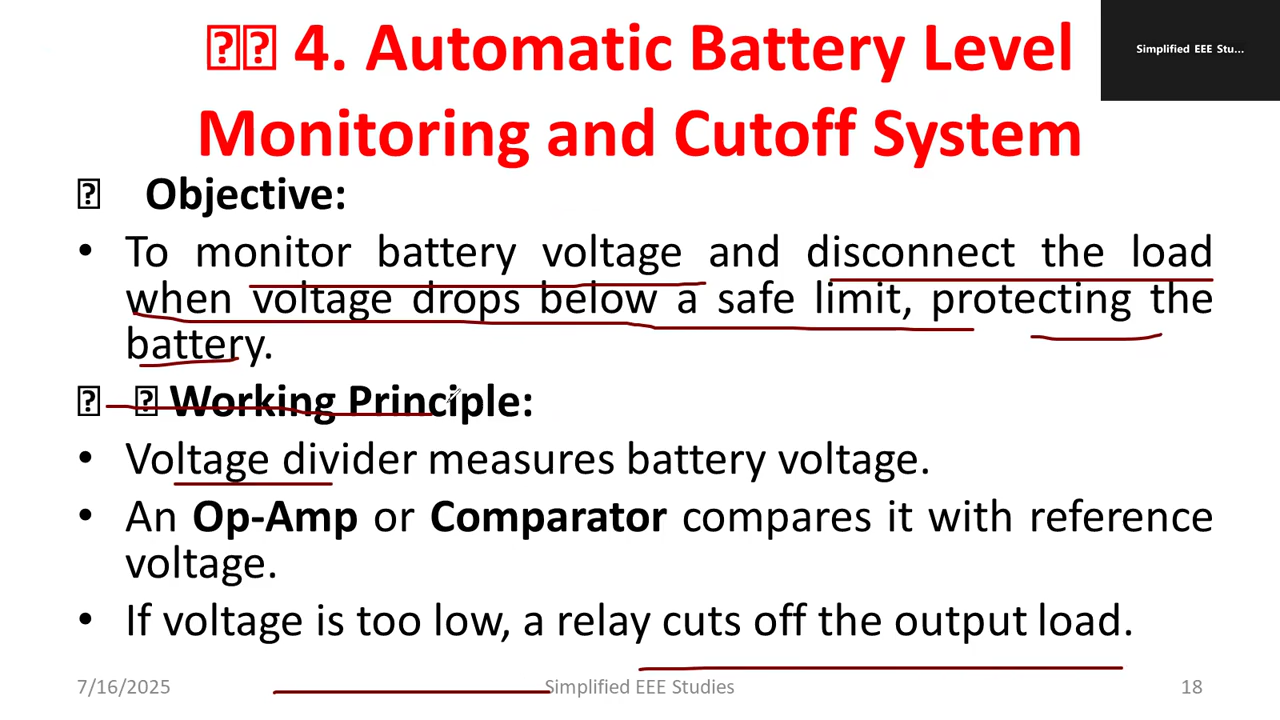 4. Automatic Battery Level
Monitoring and Cutoff System
Simplified EEE Stu...
Objective:
• To monitor battery voltage and disconnect the load
when voltage drops below a safe limit, protecting the
battery.
Working Principle:
• Voltage divider measures battery voltage.
• An Op-Amp or Comparator compares it with reference
voltage.
• If voltage is too low, a relay cuts off the output load.
7/16/2025 Simplified EEE Studies 18